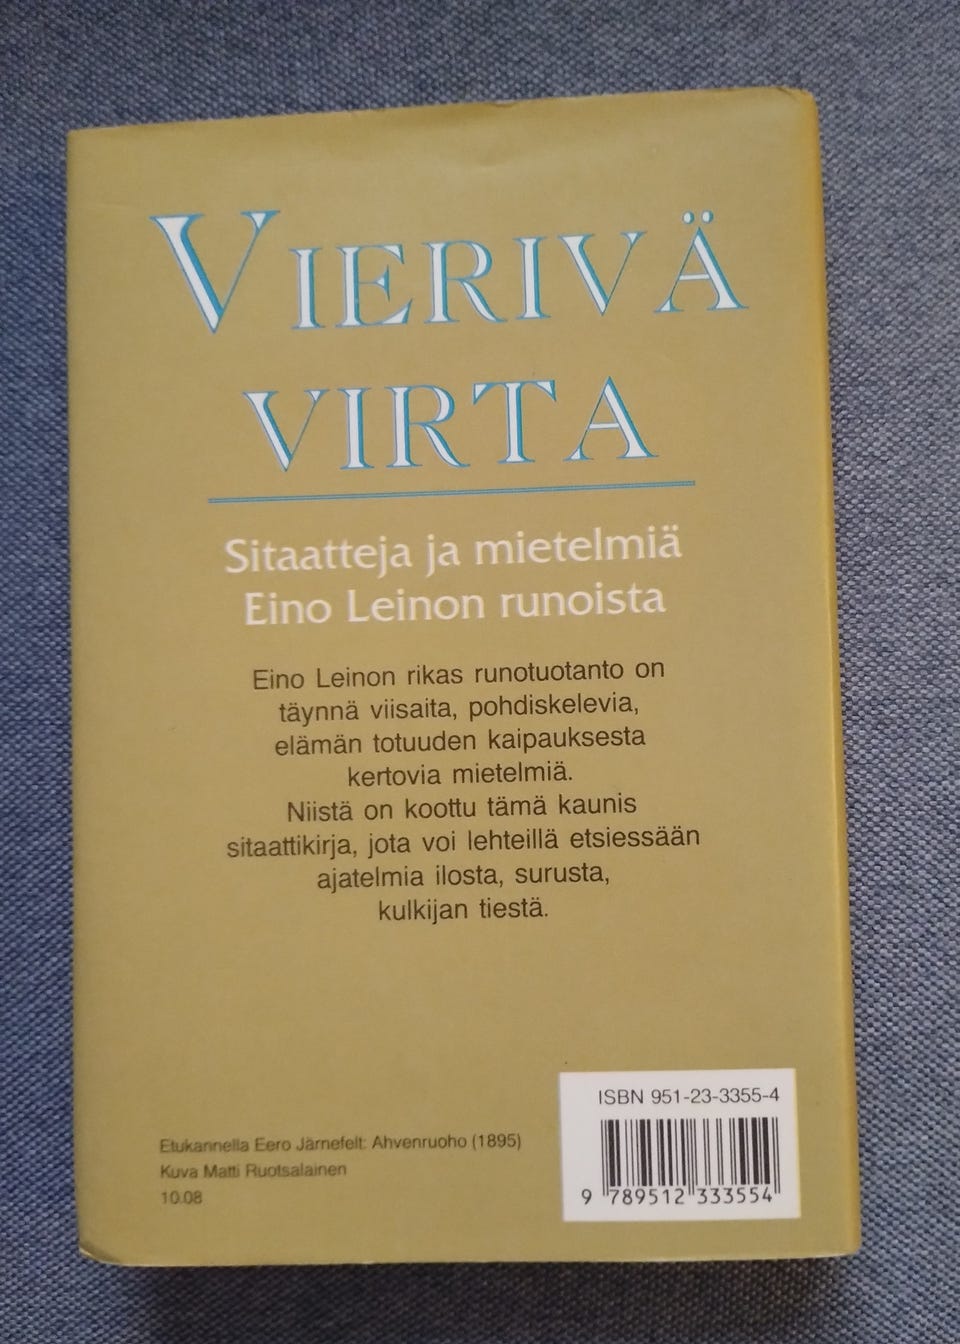 VIERIVÄ
VIRTA
Sitaatteja ja mietelmiä
Eino Leinon runoista
Eino Leinon rikas runotuotanto on
täynnä viisaita, pohdiskelevia,
elämän totuuden kaipauksesta
kertovia mietelmiä.
Niistä on koottu tämä kaunis
sitaattikirja, jota voi lehteillä etsiessään
ajatelmia ilosta, surusta,
kulkijan tiestä.
ISBN 951-23-3355-4
9 789512 333554
Etukannella Eero Järnefelt: Ahvenruoho (1895)
Kuva Matti Ruotsalainen
10.08